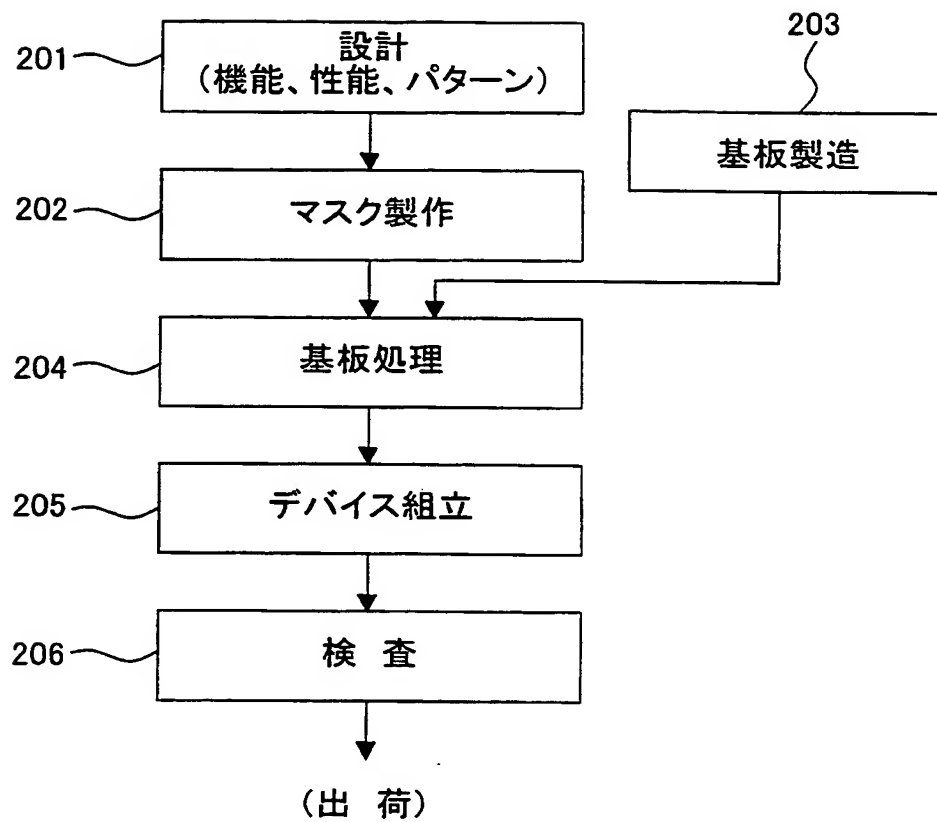 201
設計
(機能、性能、パターン)
203
基板製造
202
マスク製作
204
基板処理
205
デバイス組立
206
検 査
(出 荷)